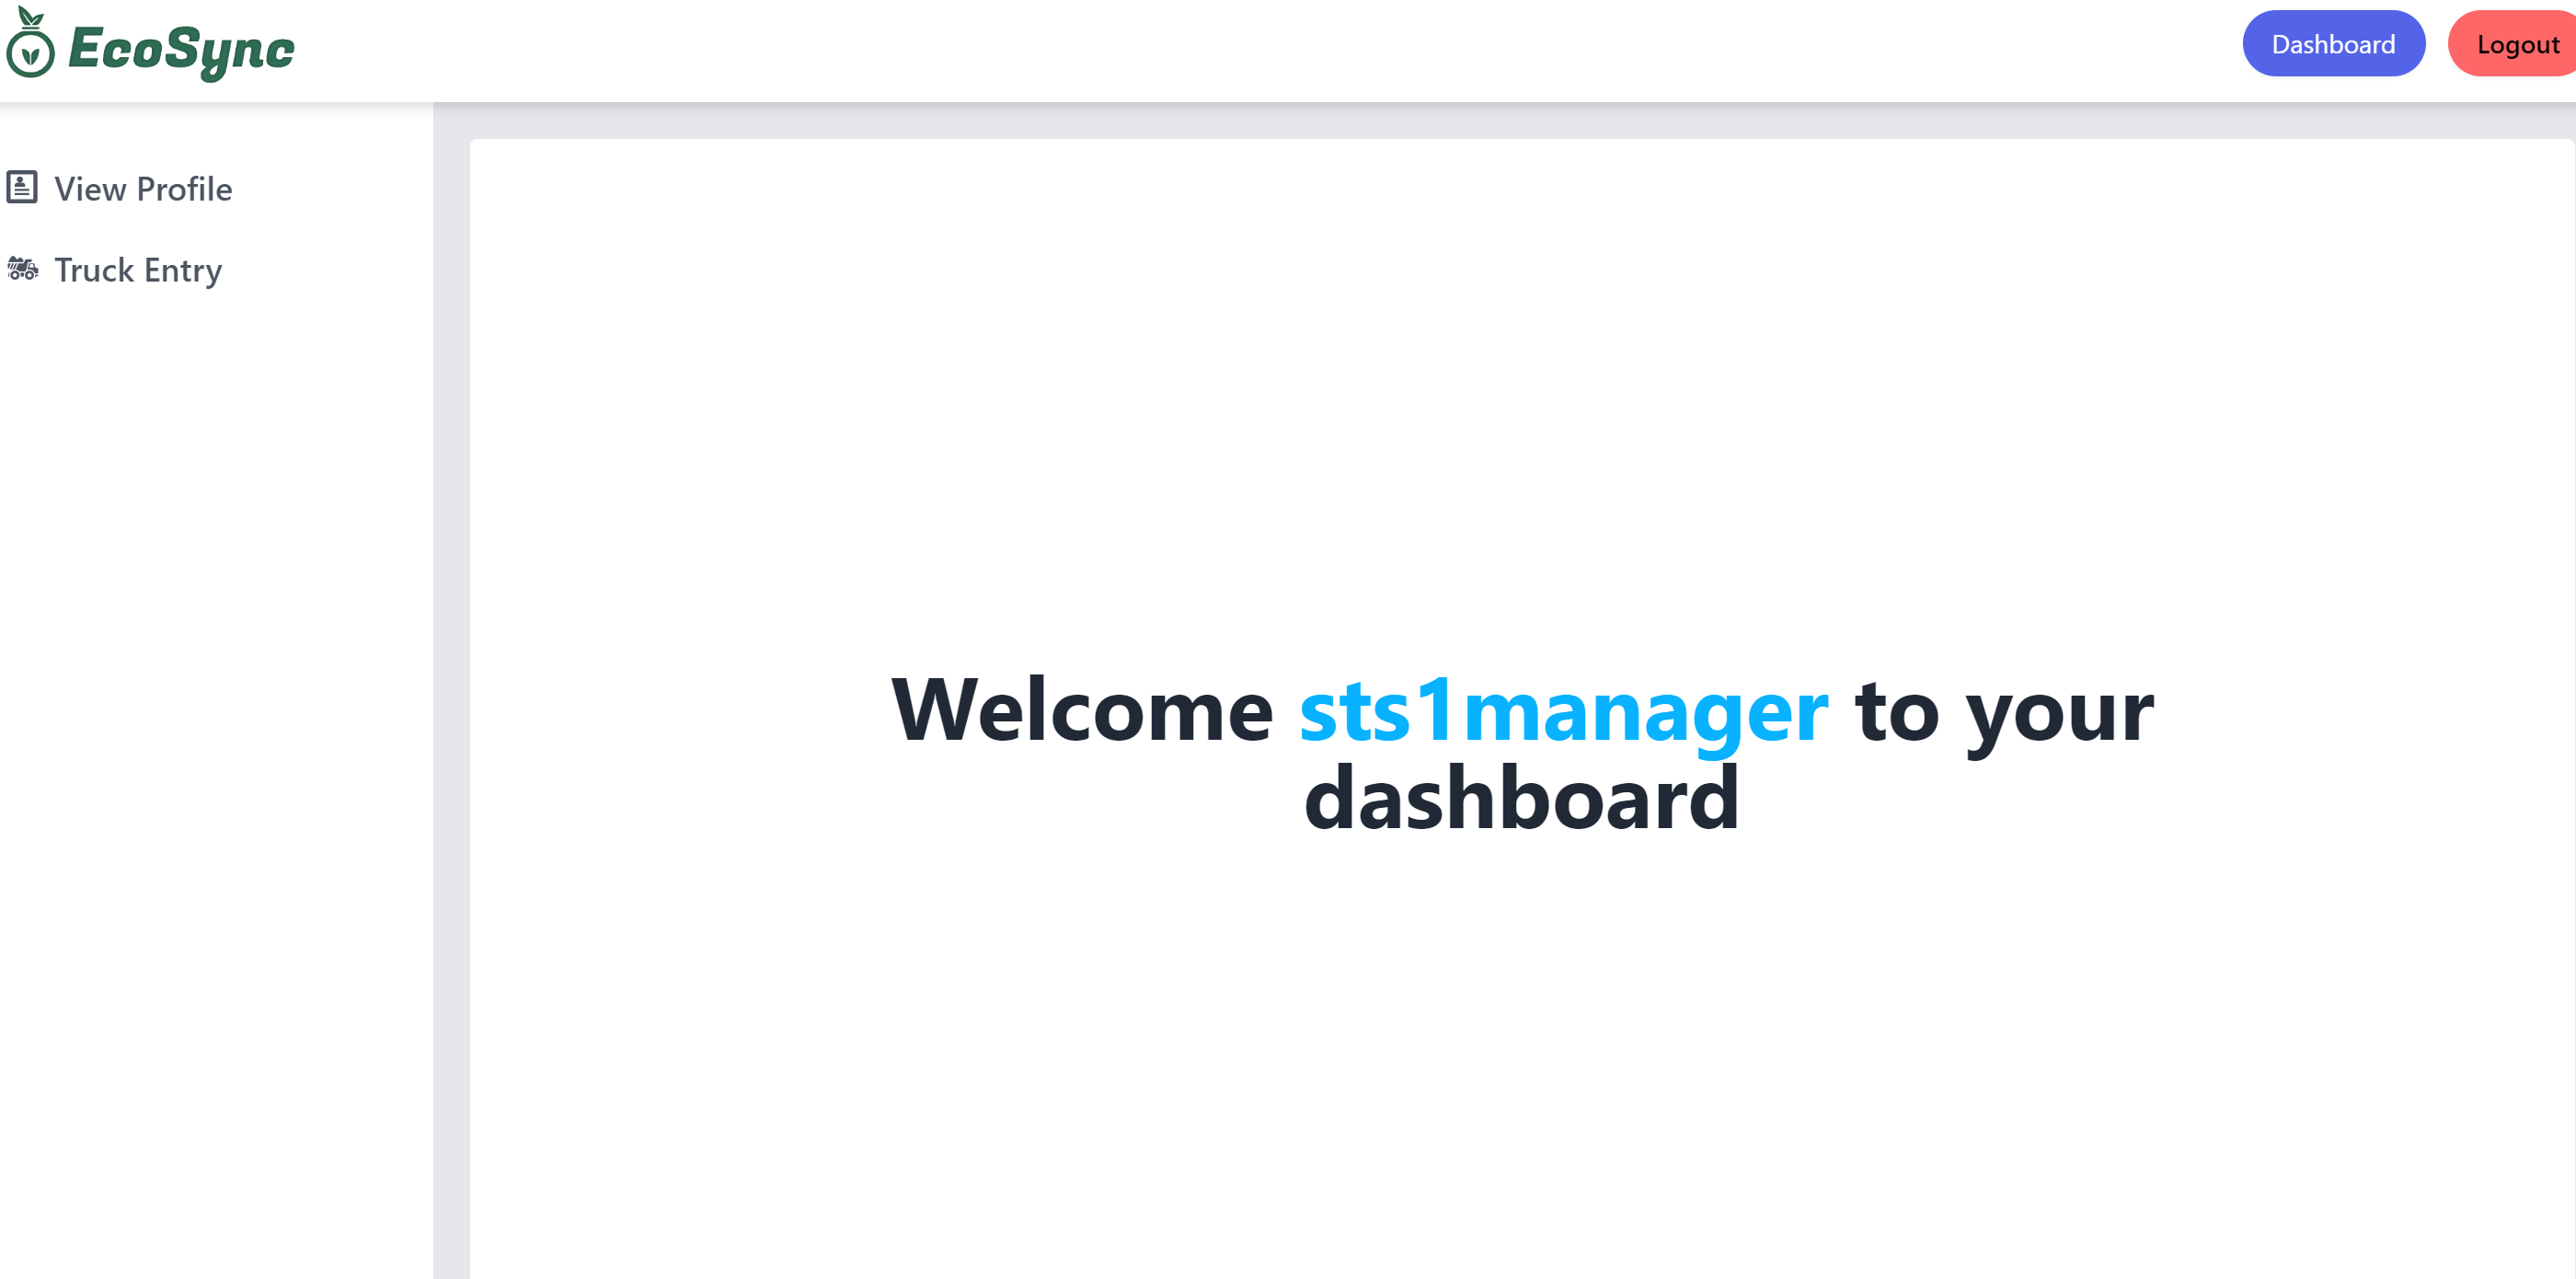 EcoSync
Dashboard
Logout
View Profile
Truck Entry
Welcome sts1manager to your
dashboard